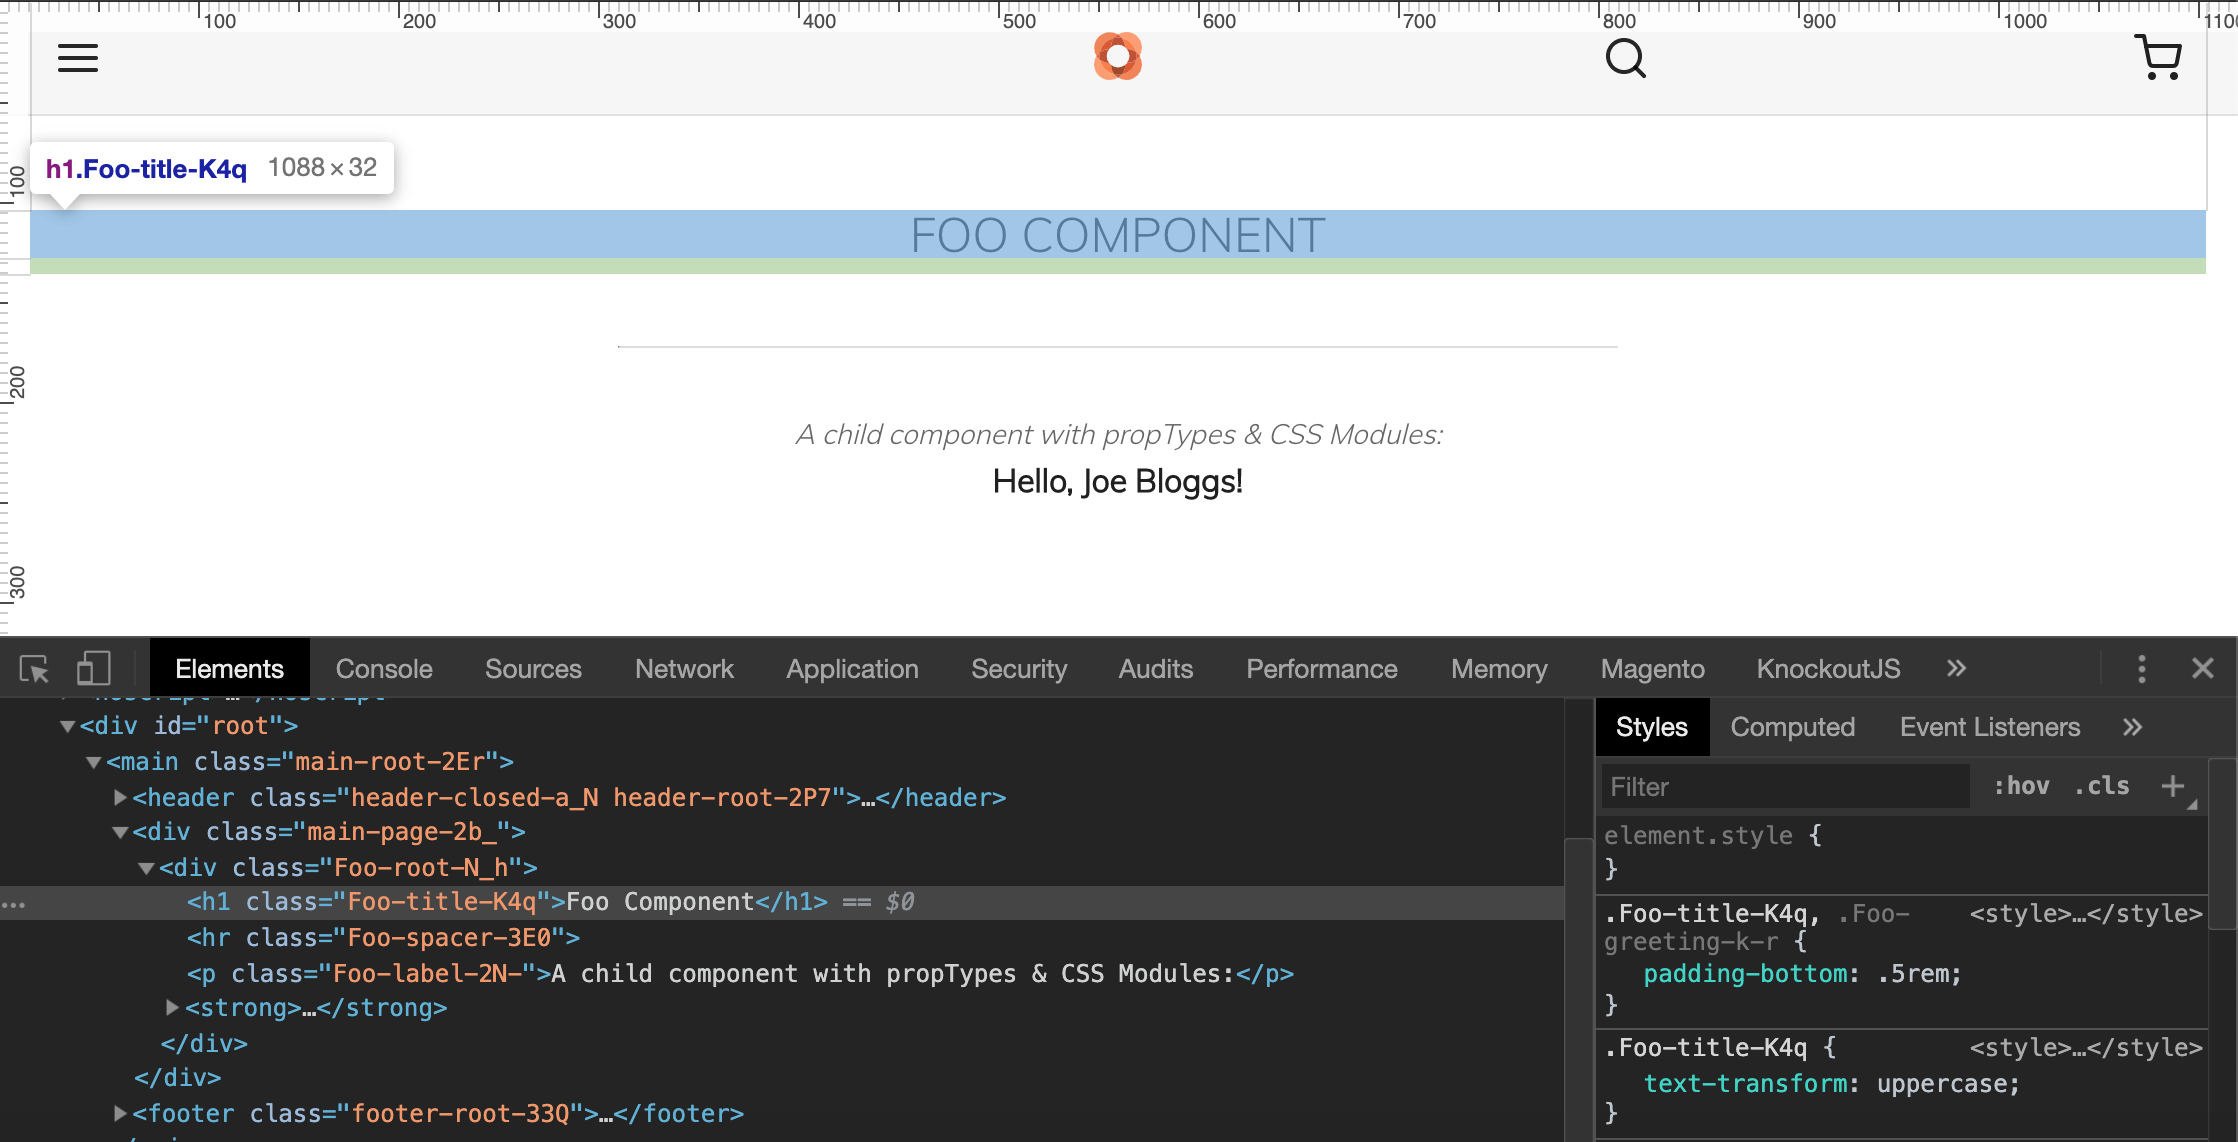 100 200 300 400 500 600 700 800 900 1000
100
h1.Foo-title-K4q 1088 × 32
FOO COMPONENT
200
A child component with propTypes & CSS Modules:
Hello, Joe Bloggs!
300
Elements Console Sources Network Application Security Audits Performance Memory Magento KnockoutJS »
<div id="root">
<main class="main-root-2Er">
<header class="header-closed-a_N header-root-2P7">…</header>
<div class="main-page-2b_">
<div class="Foo-root-N_h">
… <h1 class="Foo-title-K4q">Foo Component</h1> == $0
<hr class="Foo-spacer-3E0">
<p class="Foo-label-2N-">A child component with propTypes & CSS Modules:</p>
<strong>…</strong>
</div>
</div>
<footer class="footer-root-33Q">…</footer>
Styles Computed Event Listeners »
Filter :hov .cls +
element.style {
}
.Foo-title-K4q, .Foo- <style>…</style>
greeting-k-r {
padding-bottom: .5rem;
}
.Foo-title-K4q { <style>…</style>
text-transform: uppercase;
}